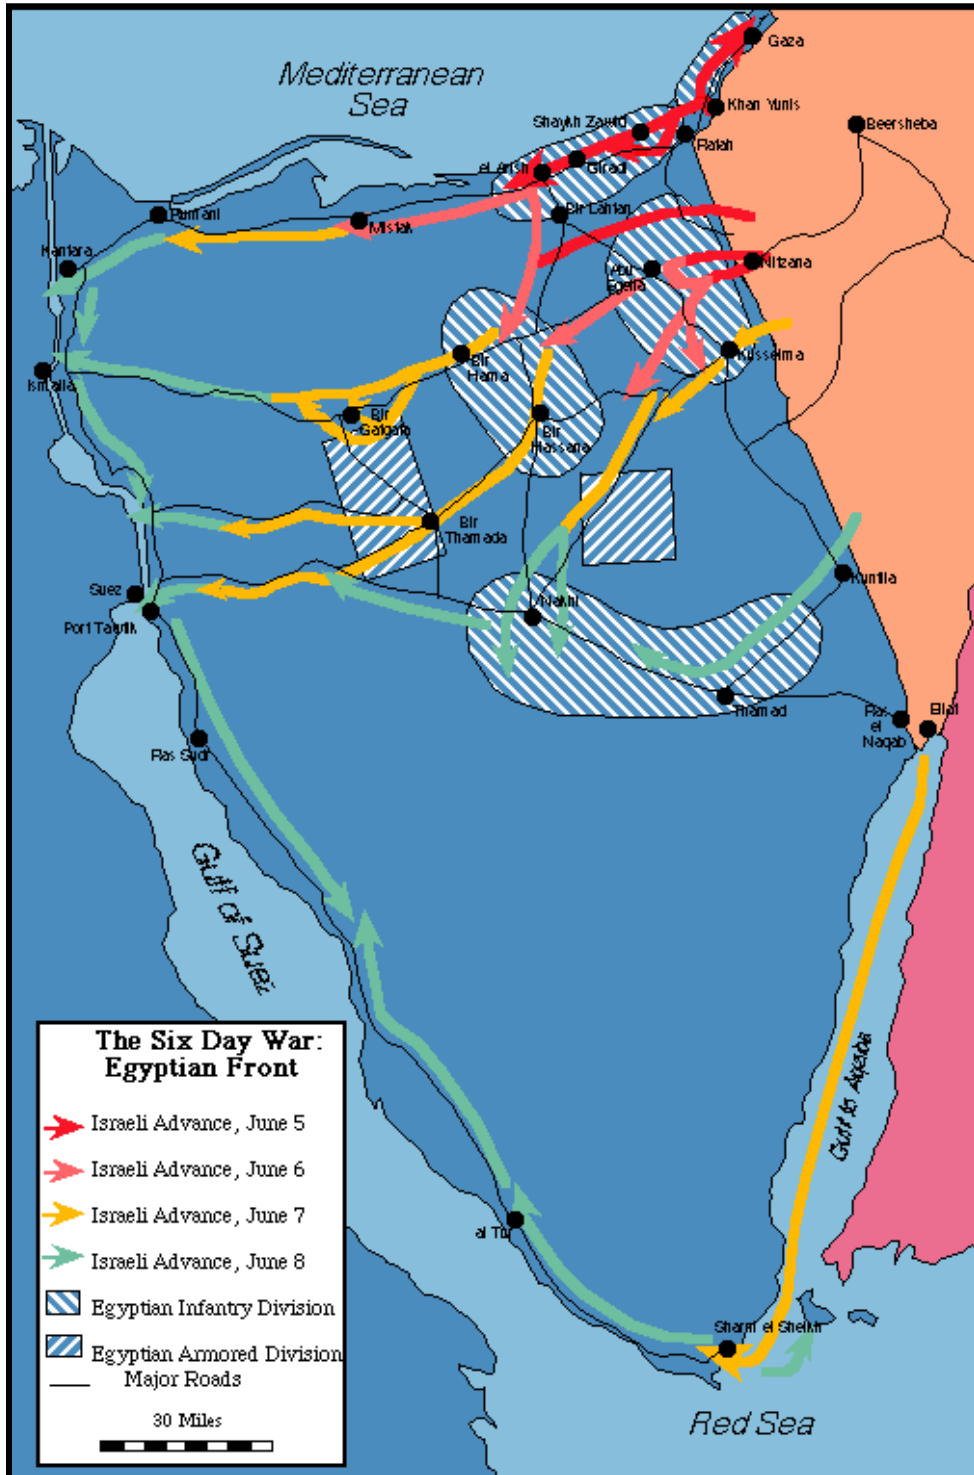 Gaza
Mediterranean
Sea
Khan Yunis
Shaykh Zawid
Beersheba
Rafah
el Arish
Giradi
Bir Lahfan
Rumani
Misfak
Kantara
Abu
Egeila
Nitzana
Kusseima
Bir
Hama
Ismailia
Bir
Gafgafa
Bir
Hassana
Bir
Thamada
Suez
Kuntilla
Nakhl
Port Taufik
Thamad
Ras
el
Naqab
Eilat
Ras Sudr
Gulf of Suez
The Six Day War:
Egyptian Front
Israeli Advance, June 5
Israeli Advance, June 6
Israeli Advance, June 7
Israeli Advance, June 8
Egyptian Infantry Division
Egyptian Armored Division
Major Roads
30 Miles
Gulf of Aqaba
al Tur
Sharm el Sheikh
Red Sea